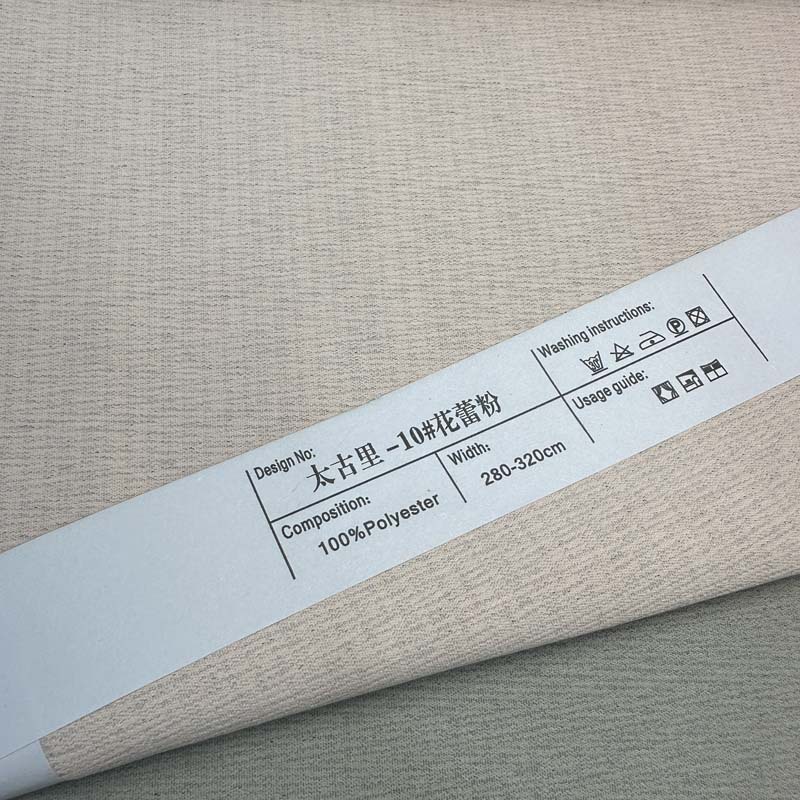 Design No:
太古里-10#花蕾粉
Composition:
100%Polyester
Width:
280-320cm
Washing instructions:
P
Usage guide: